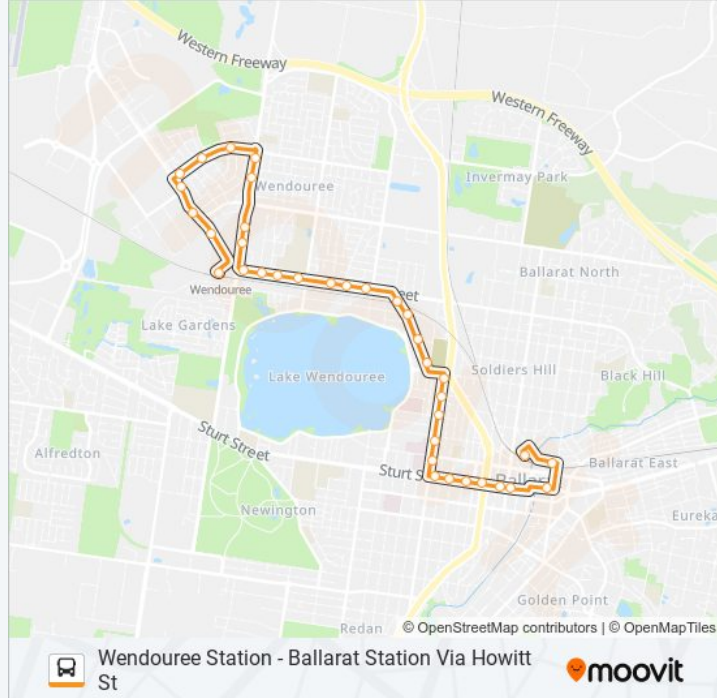 Western Freeway
Western Freeway
Wendouree
Invermay Park
Ballarat North
Wendouree
eet
Lake Gardens
Soldiers Hill
Lake Wendouree
Black Hill
Sturt Street
Alfredton
Ballarat East
Sturt S
Balla
Newington
Eureka
Golden Point
Redan
© OpenStreetMap contributors | © OpenMapTiles
Wendouree Station - Ballarat Station Via Howitt
St
moovit